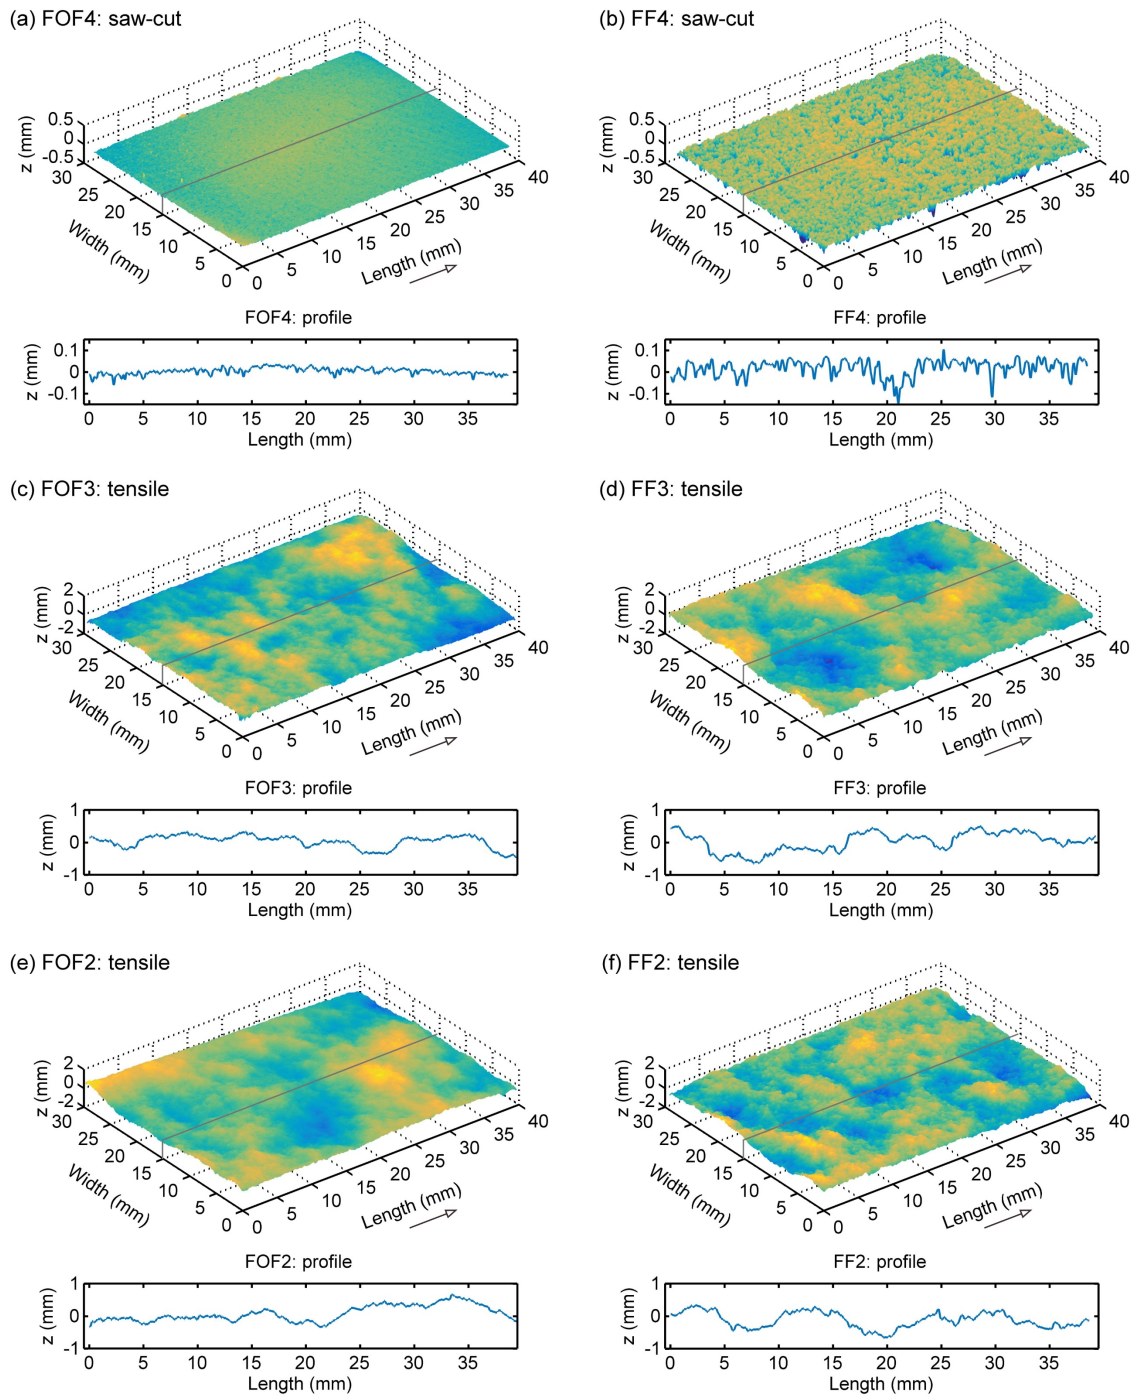 (a) FOF4: saw-cut
z (mm)
0.5
0
-0.5
30
25
20
15
10
5
0
Width (mm)
0
5
10
15
20
25
30
35
40
Length (mm)
FOF4: profile
z (mm)
0.1
0
-0.1
0 5 10 15 20 25 30 35
Length (mm)
(b) FF4: saw-cut
z (mm)
0.5
0
-0.5
30
25
20
15
10
5
0
Width (mm)
0
5
10
15
20
25
30
35
40
Length (mm)
FF4: profile
z (mm)
0.1
0
-0.1
0 5 10 15 20 25 30 35
Length (mm)
(c) FOF3: tensile
z (mm)
2
0
-2
30
25
20
15
10
5
0
Width (mm)
0
5
10
15
20
25
30
35
40
Length (mm)
FOF3: profile
z (mm)
1
0
-1
0 5 10 15 20 25 30 35
Length (mm)
(d) FF3: tensile
z (mm)
2
0
-2
30
25
20
15
10
5
0
Width (mm)
0
5
10
15
20
25
30
35
40
Length (mm)
FF3: profile
z (mm)
1
0
-1
0 5 10 15 20 25 30 35
Length (mm)
(e) FOF2: tensile
z (mm)
2
0
-2
30
25
20
15
10
5
0
Width (mm)
0
5
10
15
20
25
30
35
40
Length (mm)
FOF2: profile
z (mm)
1
0
-1
0 5 10 15 20 25 30 35
Length (mm)
(f) FF2: tensile
z (mm)
2
0
-2
30
25
20
15
10
5
0
Width (mm)
0
5
10
15
20
25
30
35
40
Length (mm)
FF2: profile
z (mm)
1
0
-1
0 5 10 15 20 25 30 35
Length (mm)